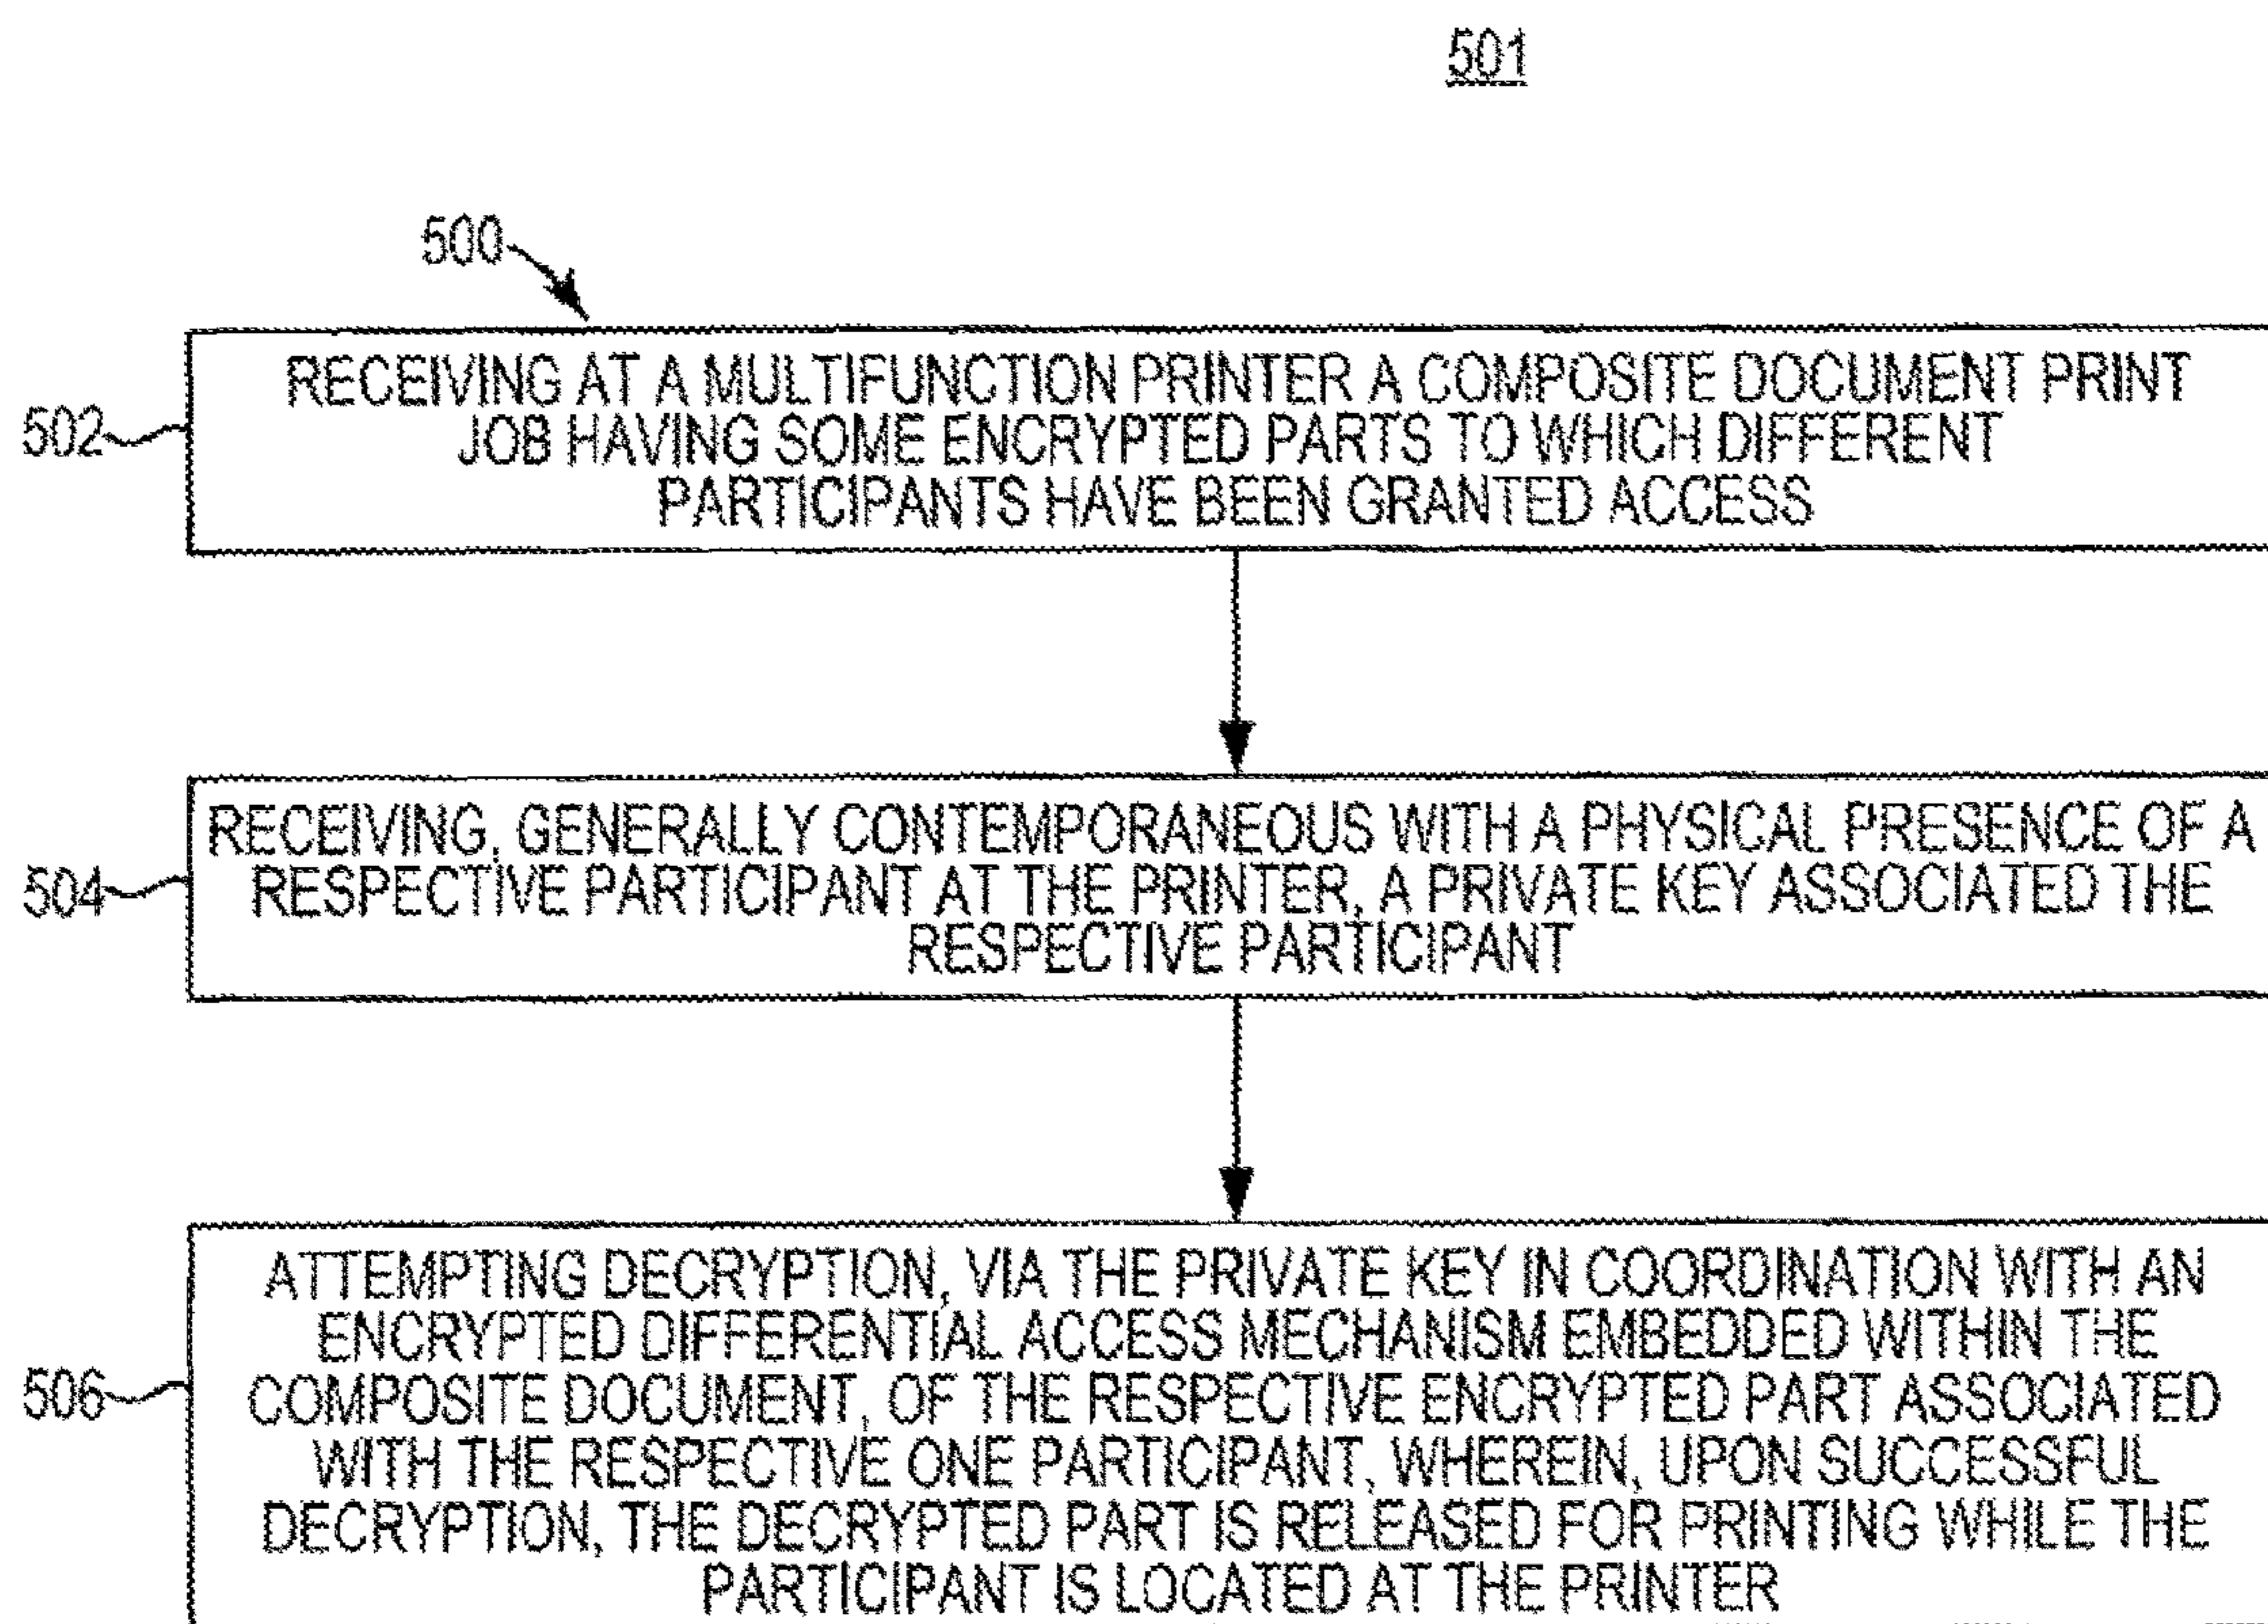 501
500
502
RECEIVING AT A MULTIFUNCTION PRINTER A COMPOSITE DOCUMENT PRINT
JOB HAVING SOME ENCRYPTED PARTS TO WHICH DIFFERENT
PARTICIPANTS HAVE BEEN GRANTED ACCESS
504
RECEIVING, GENERALLY CONTEMPORANEOUS WITH A PHYSICAL PRESENCE OF A
RESPECTIVE PARTICIPANT AT THE PRINTER, A PRIVATE KEY ASSOCIATED THE
RESPECTIVE PARTICIPANT
506
ATTEMPTING DECRYPTION, VIA THE PRIVATE KEY IN COORDINATION WITH AN
ENCRYPTED DIFFERENTIAL ACCESS MECHANISM EMBEDDED WITHIN THE
COMPOSITE DOCUMENT, OF THE RESPECTIVE ENCRYPTED PART ASSOCIATED
WITH THE RESPECTIVE ONE PARTICIPANT, WHEREIN, UPON SUCCESSFUL
DECRYPTION, THE DECRYPTED PART IS RELEASED FOR PRINTING WHILE THE
PARTICIPANT IS LOCATED AT THE PRINTER